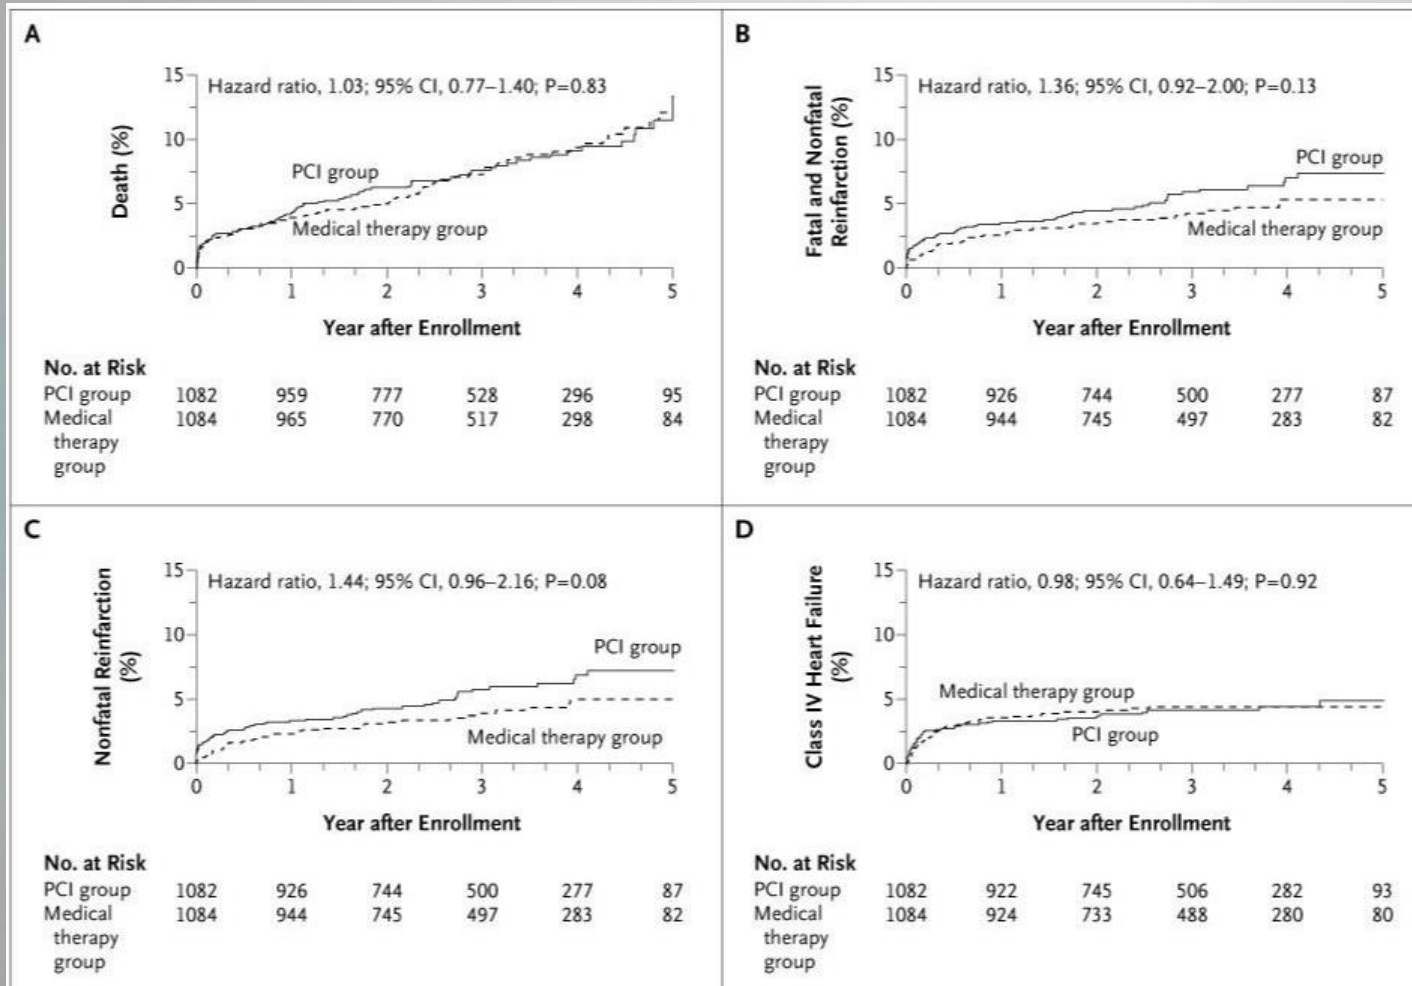 A
Death (%)
15
10
5
0
Hazard ratio, 1.03; 95% CI, 0.77–1.40; P=0.83
PCI group
Medical therapy group
0 1 2 3 4 5
Year after Enrollment
No. at Risk
PCI group 1082 959 777 528 296 95
Medical 1084 965 770 517 298 84
therapy
group
B
Fatal and Nonfatal
Reinfarction (%)
15
10
5
0
Hazard ratio, 1.36; 95% CI, 0.92–2.00; P=0.13
PCI group
Medical therapy group
0 1 2 3 4 5
Year after Enrollment
No. at Risk
PCI group 1082 926 744 500 277 87
Medical 1084 944 745 497 283 82
therapy
group
C
Nonfatal Reinfarction
(%)
15
10
5
0
Hazard ratio, 1.44; 95% CI, 0.96–2.16; P=0.08
PCI group
Medical therapy group
0 1 2 3 4 5
Year after Enrollment
No. at Risk
PCI group 1082 926 744 500 277 87
Medical 1084 944 745 497 283 82
therapy
group
D
Class IV Heart Failure
(%)
15
10
5
0
Hazard ratio, 0.98; 95% CI, 0.64–1.49; P=0.92
Medical therapy group
PCI group
0 1 2 3 4 5
Year after Enrollment
No. at Risk
PCI group 1082 922 745 506 282 93
Medical 1084 924 733 488 280 80
therapy
group